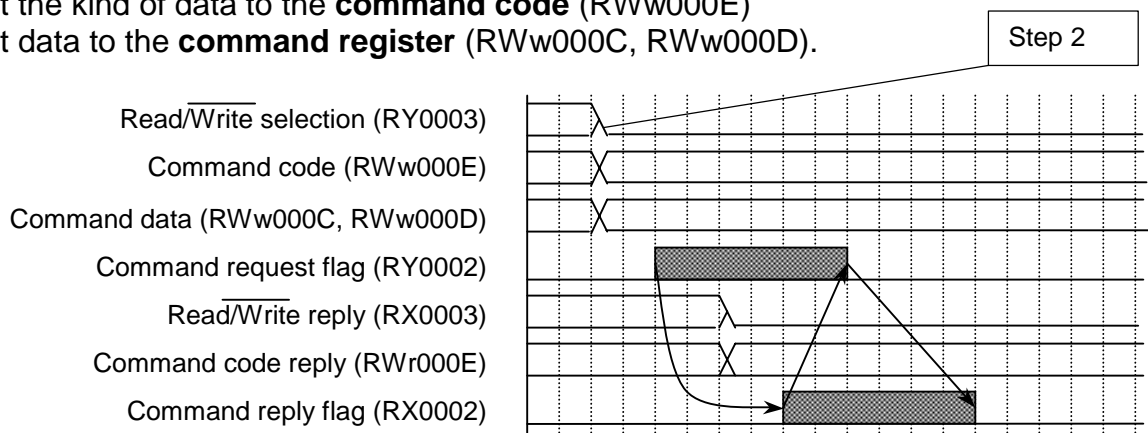 t the kind of data to the command code (RWw000E)
t data to the command register (RWw000C, RWw000D).
Step 2
Read/Write selection (RY0003)
Command code (RWw000E)
Command data (RWw000C, RWw000D)
Command request flag (RY0002)
Read/Write reply (RX0003)
Command code reply (RWr000E)
Command reply flag (RX0002)